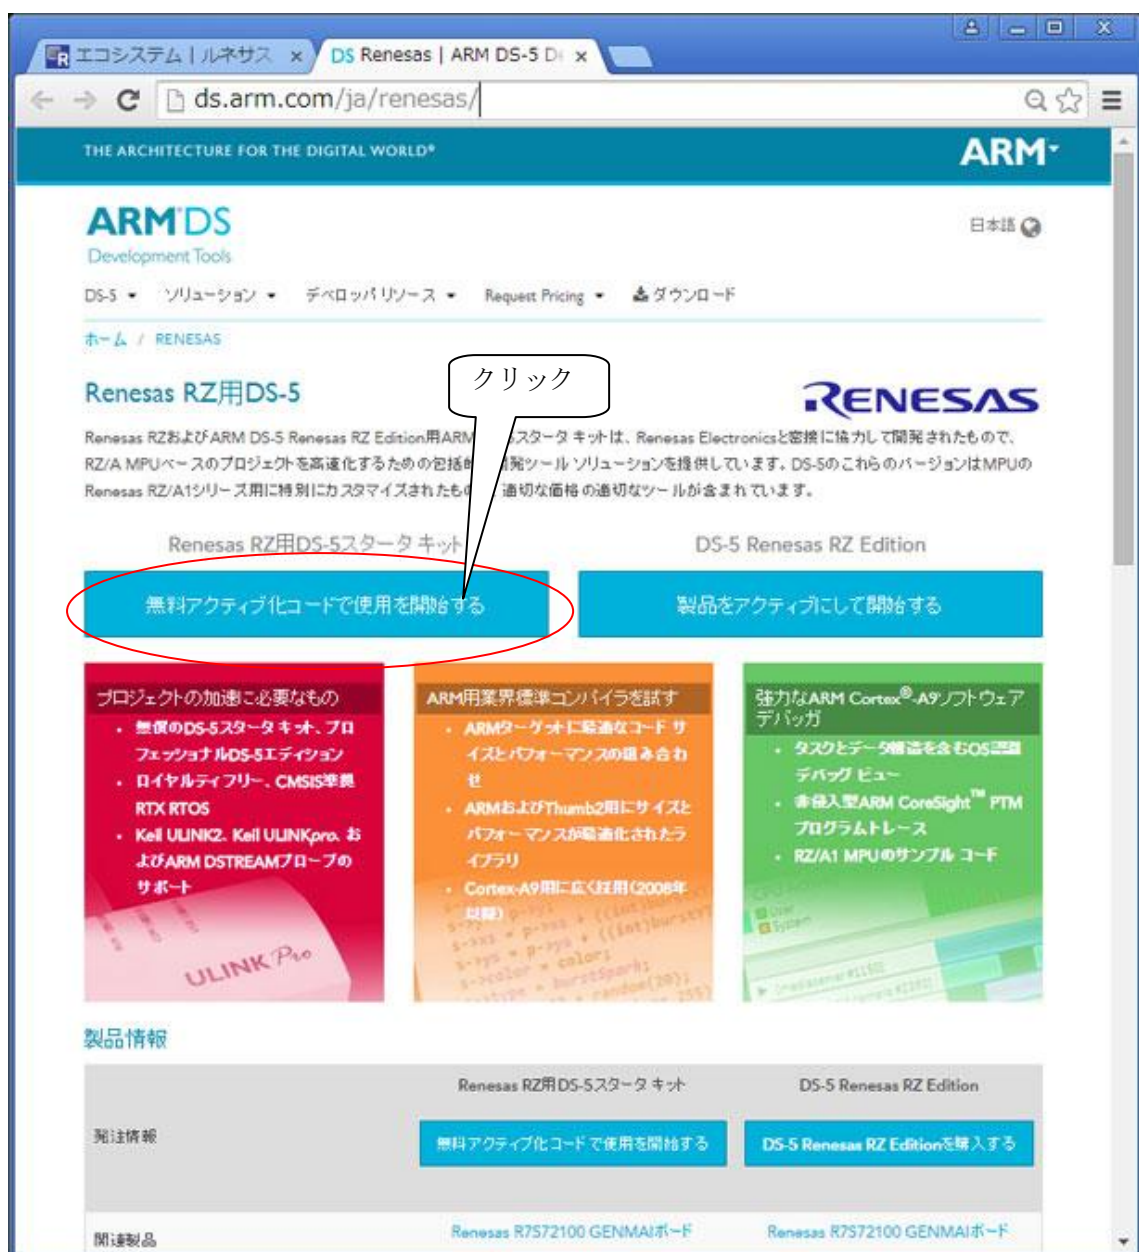 エコシステム | ルネサス ×
DS Renesas | ARM DS-5 D ×
ds.arm.com/ja/renesas/
THE ARCHITECTURE FOR THE DIGITAL WORLD®
ARM
ARM DS
Development Tools
日本語
DS-5 ソリューション デベロッパ リソース Request Pricing ダウンロード
ホーム / RENESAS
クリック
Renesas RZ用DS-5
RENESAS
Renesas RZおよび ARM DS-5 Renesas RZ Edition用ARM スタータ キットは、Renesas Electronicsと密接に協力して開発されたもので、
RZ/A MPUベースのプロジェクトを高速化するための包括 開発ツール ソリューションを提供しています。DS-5のこれらのバージョンはMPUの
Renesas RZ/A1シリーズ用に特別にカスタマイズされたもの 適切な価格の適切なツールが含まれています。
Renesas RZ用DS-5スタータ キット
DS-5 Renesas RZ Edition
無料アクティブ化コードで使用を開始する
製品をアクティブにして開始する
プロジェクトの加速に必要なもの
• 無償のDS-5スタータ キット、プロ
フェッショナルDS-5エディション
• ロイヤルティフリー、CMSIS準拠
RTX RTOS
• Keil ULINK2、Keil ULINKpro、お
よびARM DSTREAMプローブの
サポート
ULINK Pro
ARM用業界標準コンパイラを試す
• ARMターゲットに最適なコード サ
イズとパフォーマンスの組み合わ
せ
• ARMおよびThumb2用にサイズと
パフォーマンスが最適化されたラ
イブラリ
• Cortex-A9用に広く採用(2008年
以降)
強力なARM Cortex®-A9ソフトウェア
デバッガ
• タスクとデータ構造を含むOS認識
デバッグ ビュー
• 非侵入型ARM CoreSight™ PTM
プログラムトレース
• RZ/A1 MPUのサンプル コード
製品情報
Renesas RZ用DS-5スタータ キット
DS-5 Renesas RZ Edition
発注情報
無料アクティブ化コードで使用を開始する
DS-5 Renesas RZ Editionを購入する
関連製品
Renesas R7S72100 GENMAIボード
Renesas R7S72100 GENMAIボード